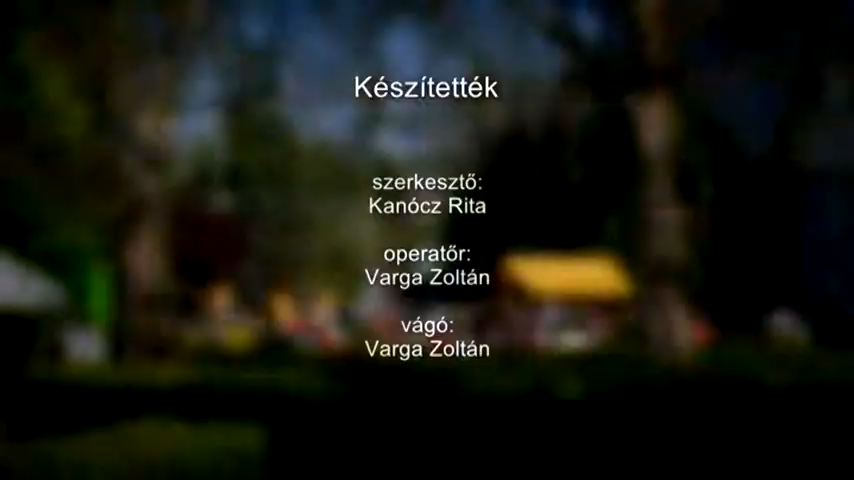 Készítették
szerkesztő:
Kanócz Rita
operatőr:
Varga Zoltán
vágó:
Varga Zoltán